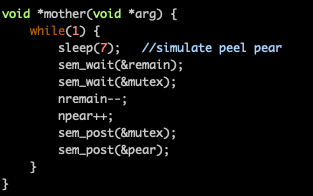 void *mother(void *arg) {
    while(1) {
        sleep(7);   //simulate peel pear
        sem_wait(&remain);
        sem_wait(&mutex);
        nremain--;
        npear++;
        sem_post(&mutex);
        sem_post(&pear);
    }
}